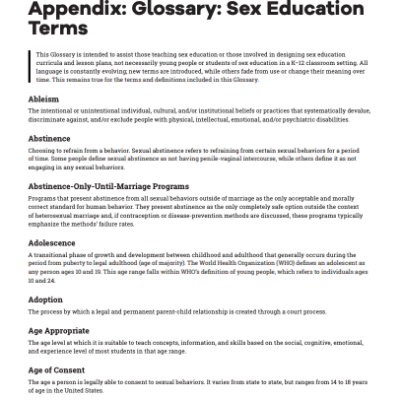 Appendix: Glossary: Sex Education
Terms
This Glossary is intended to assist those teaching sex education or those involved in designing sex education
curricula and lesson plans, not necessarily young people or students of sex education in a K–12 classroom setting. All
language is constantly evolving; new terms are introduced, while others fade from use or change their meaning over
time. This remains true for the terms and definitions included in this Glossary.
Ableism
The intentional or unintentional individual, cultural, and/or institutional beliefs or practices that systematically devalue,
discriminate against, and/or exclude people with physical, intellectual, emotional, and/or psychiatric disabilities.
Abstinence
Choosing to refrain from a behavior. Sexual abstinence refers to refraining from certain sexual behaviors for a period
of time. Some people define sexual abstinence as not having penile-vaginal intercourse, while others define it as not
engaging in any sexual behaviors.
Abstinence-Only-Until-Marriage Programs
Programs that present abstinence from all sexual behaviors outside of marriage as the only acceptable and morally
correct standard for human behavior. They present abstinence as the only completely safe option outside the context
of heterosexual marriage and, if contraception or disease-prevention methods are discussed, these programs typically
emphasize the methods' failure rates.
Adolescence
A transitional phase of growth and development between childhood and adulthood that generally occurs during the
period from puberty to legal adulthood (age of majority). The World Health Organization (WHO) defines an adolescent as
any person ages 10 and 19. This age range falls within WHO's definition of young people, which refers to individuals ages
10 and 24.
Adoption
The process by which a legal and permanent parent-child relationship is created through a court process.
Age Appropriate
The age level at which it is suitable to teach concepts, information, and skills based on the social, cognitive, emotional,
and experience level of most students in that age range.
Age of Consent
The age a person is legally able to consent to sexual behaviors. It varies from state to state, but ranges from 14 to 18 years
of age in the United States.